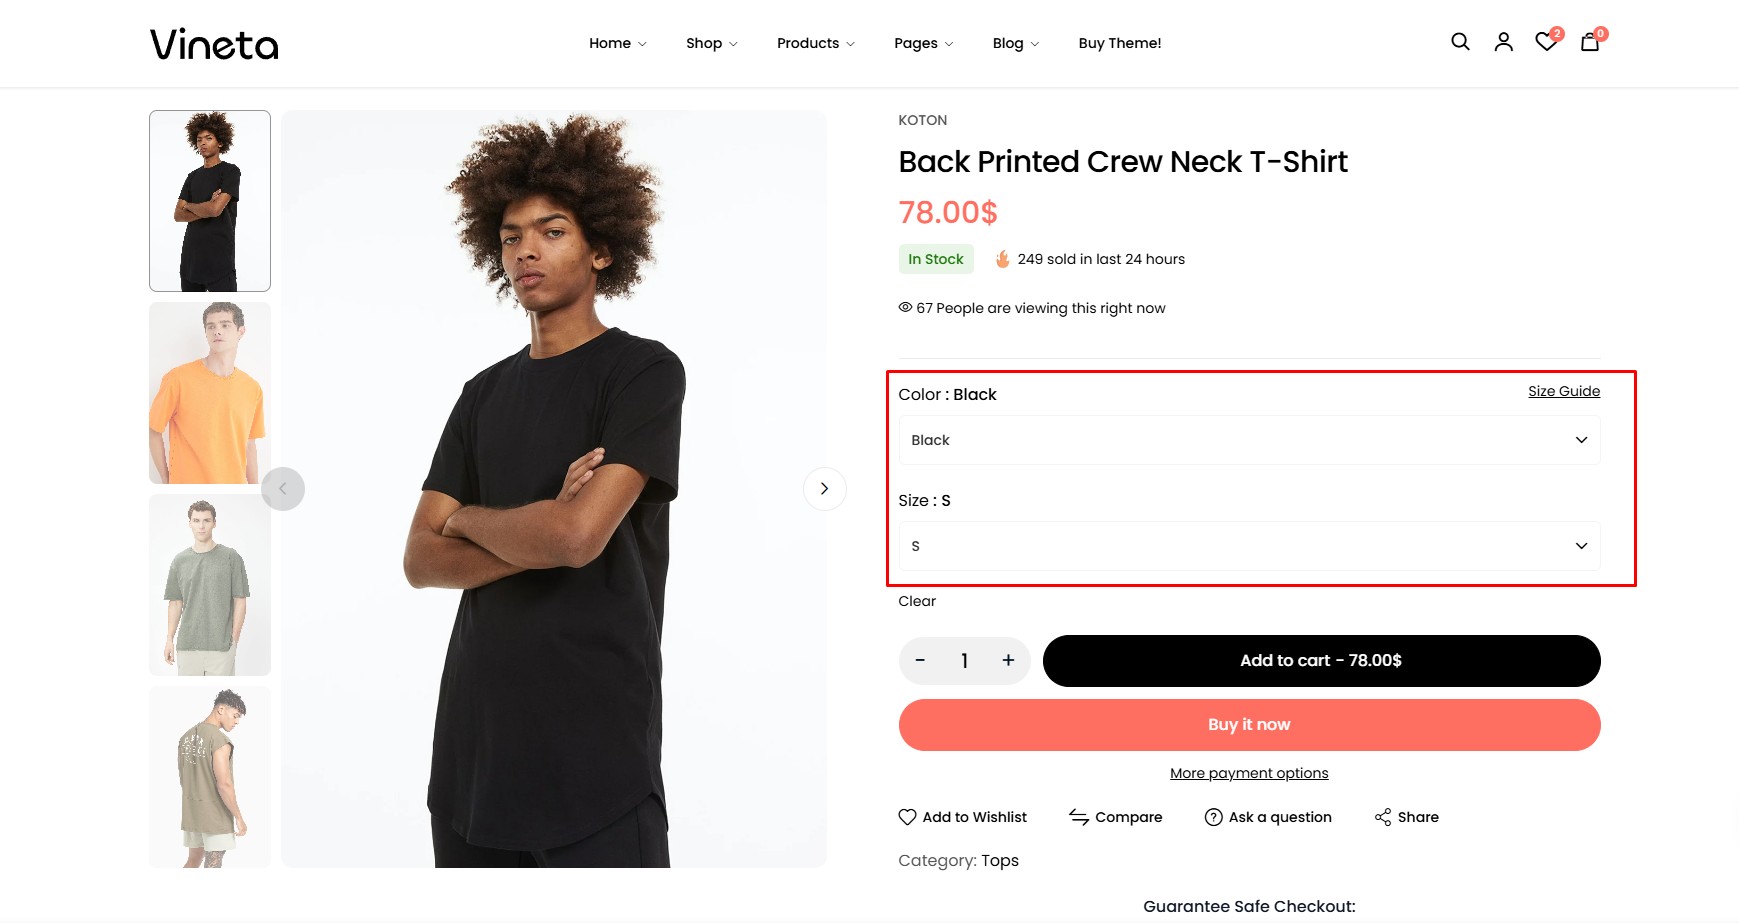 Vineta
Home
Shop
Products
Pages
Blog
Buy Theme!
2
0
KOTON
Back Printed Crew Neck T-Shirt
78.00$
In Stock
249 sold in last 24 hours
67 People are viewing this right now
Color : Black
Size Guide
Black
Size : S
S
Clear
- 1 +
Add to cart - 78.00$
Buy it now
More payment options
Add to Wishlist
Compare
Ask a question
Share
Category: Tops
Guarantee Safe Checkout: